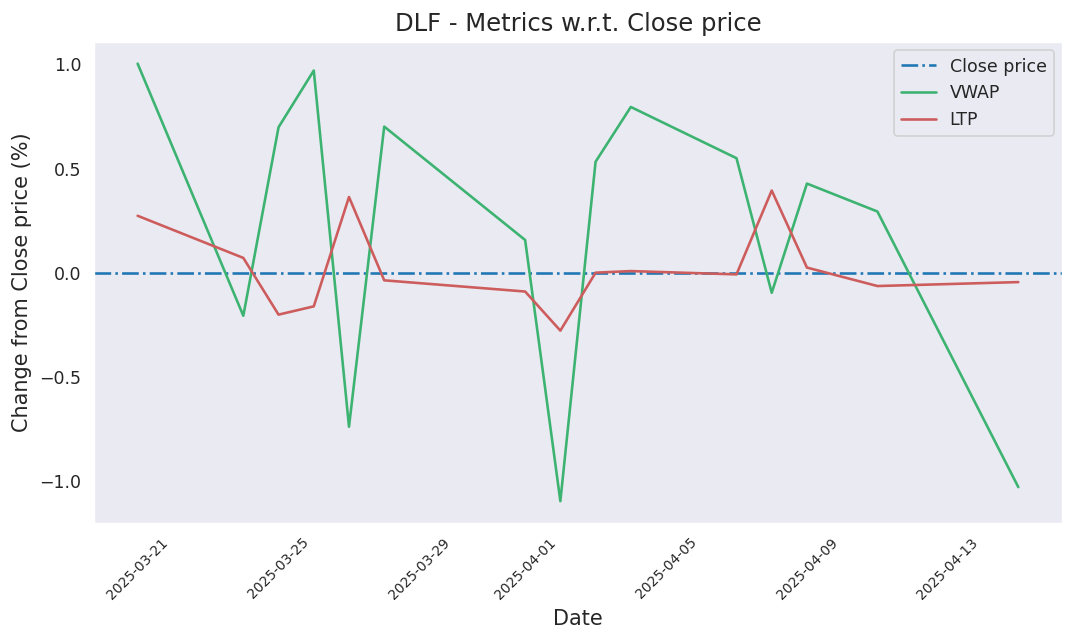 DLF - Metrics w.r.t. Close price
Close price
VWAP
LTP
Change from Close price (%)
1.0
0.5
0.0
−0.5
−1.0
2025-03-21
2025-03-25
2025-03-29
2025-04-01
2025-04-05
2025-04-09
2025-04-13
Date